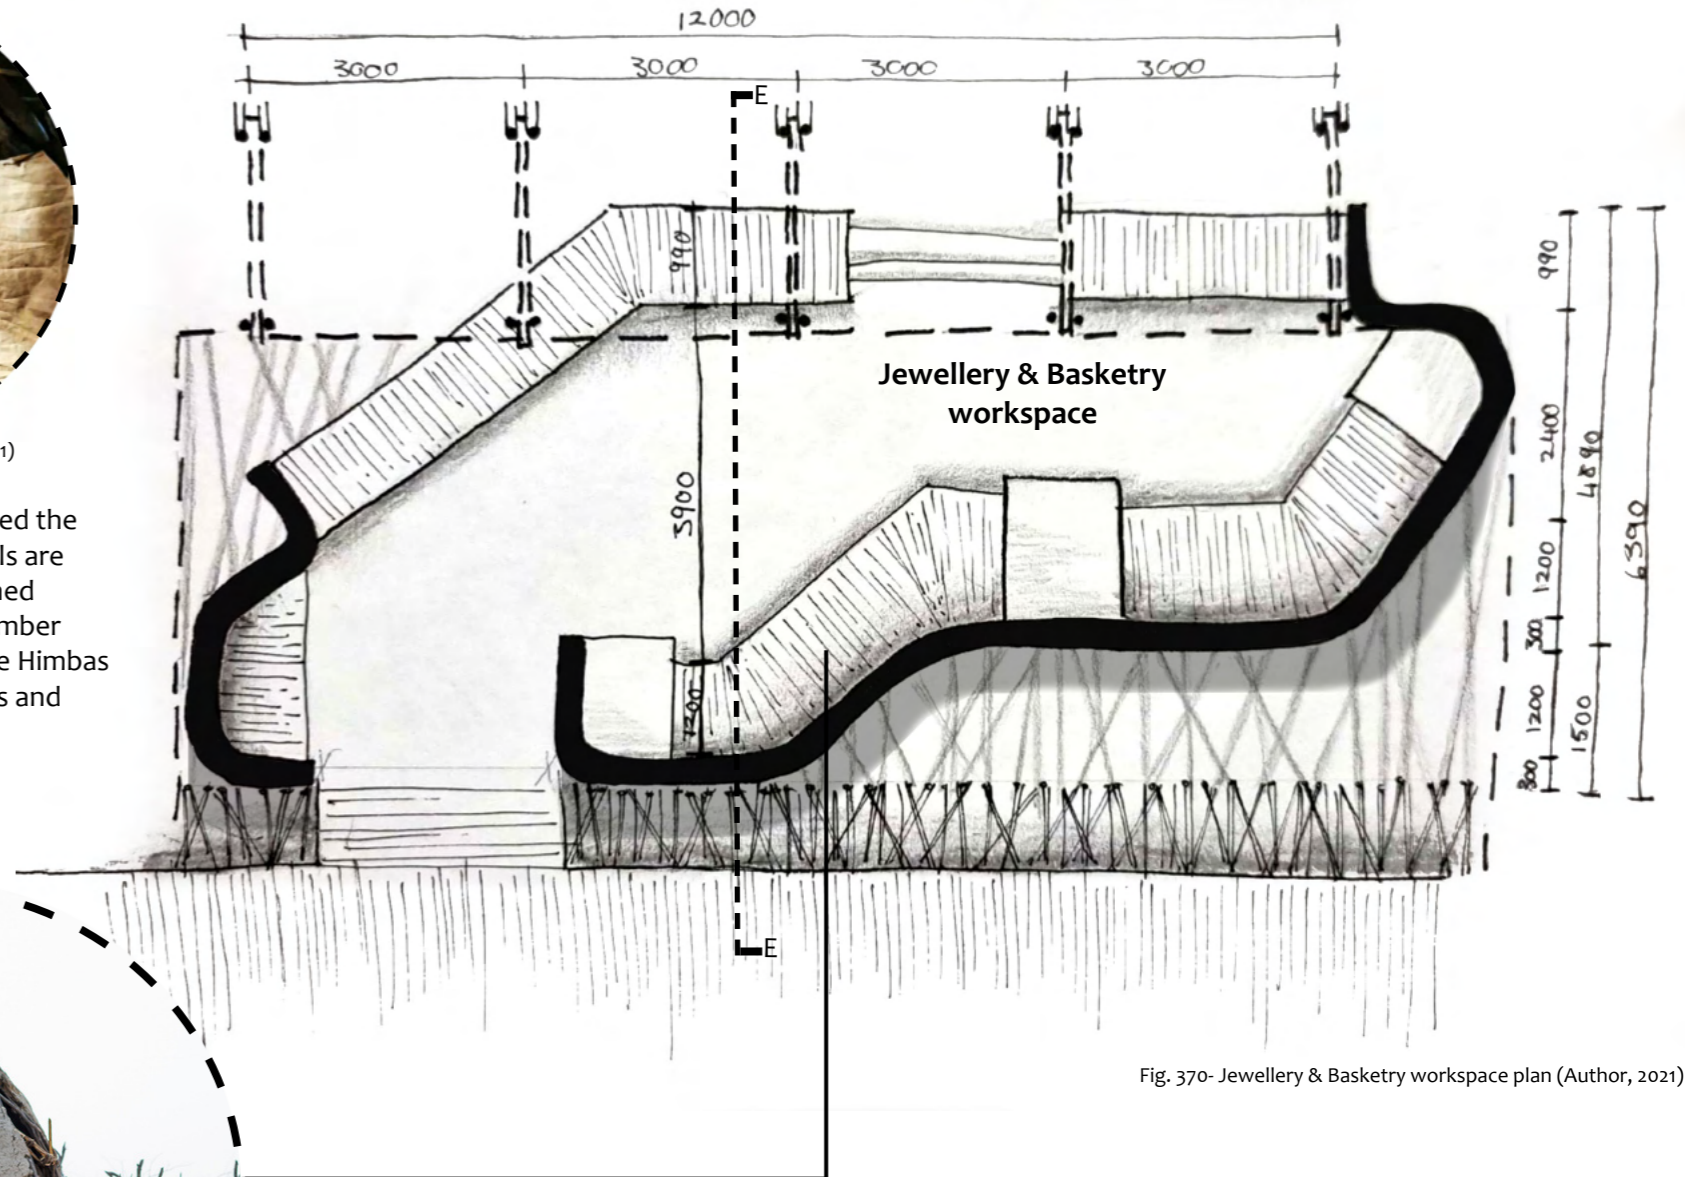 12000
3000 3000 3000 3000
E
990
990
Jewellery & Basketry
workspace
2400
4890
3900
6390
1)
ed the
ls are
ned
mber
e Himbas
s and
1200
300
1200
1200
1500
300
E
Fig. 370- Jewellery & Basketry workspace plan (Author, 2021)